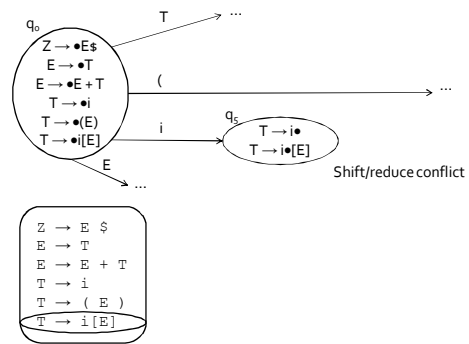 T ...
q₀
Z → •E$
E → •T
E → •E + T
T → •i
T → •(E)
T → •i[E]
( ...
i
q₅
T → i•
T → i•[E]
Shift/reduce conflict
E
...
Z → E $
E → T
E → E + T
T → i
T → ( E )
T → i[E]